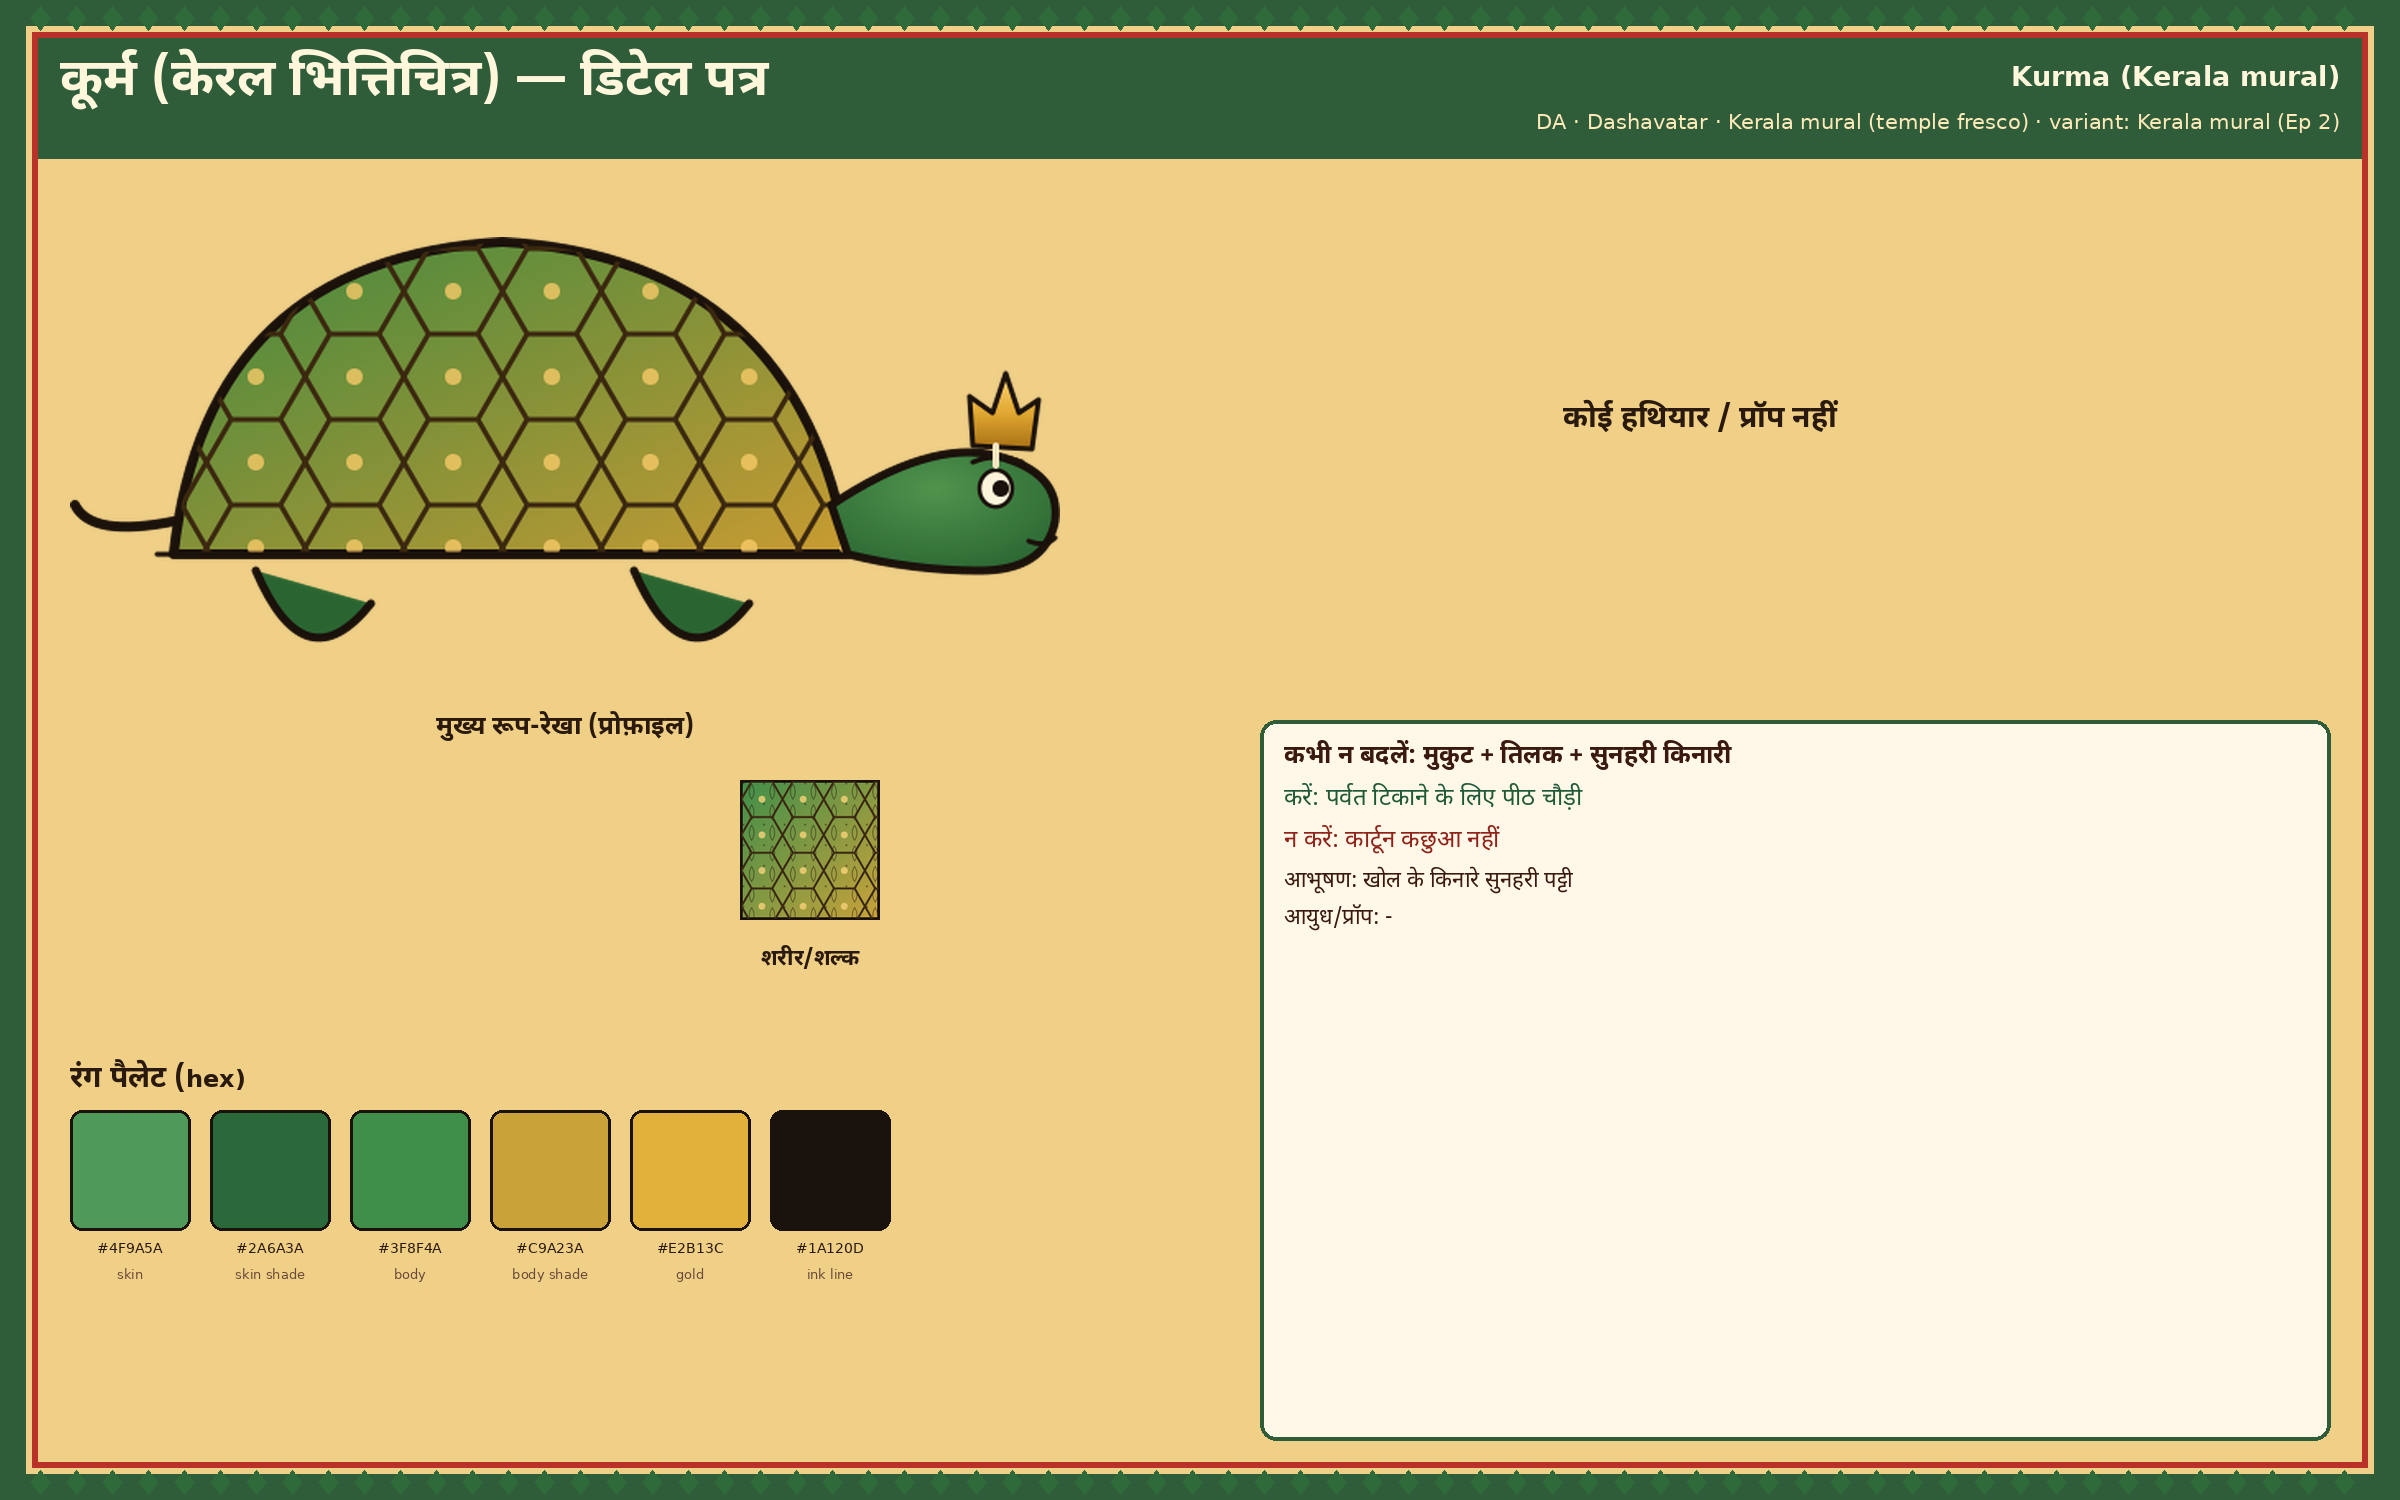 कूर्म (केरल भित्तिचित्र) — डिटेल पत्र
Kurma (Kerala mural)
DA · Dashavatar · Kerala mural (temple fresco) · variant: Kerala mural (Ep 2)
कोई हथियार / प्रॉप नहीं
मुख्य रूप-रेखा (प्रोफ़ाइल)
शरीर/शल्क
कभी न बदलें: मुकुट + तिलक + सुनहरी किनारी
करें: पर्वत टिकाने के लिए पीठ चौड़ी
न करें: कार्टून कछुआ नहीं
आभूषण: खोल के किनारे सुनहरी पट्टी
आयुध/प्रॉप: -
रंग पैलेट (hex)
#4F9A5A #2A6A3A #3F8F4A #C9A23A #E2B13C #1A120D
skin skin shade body body shade gold ink line